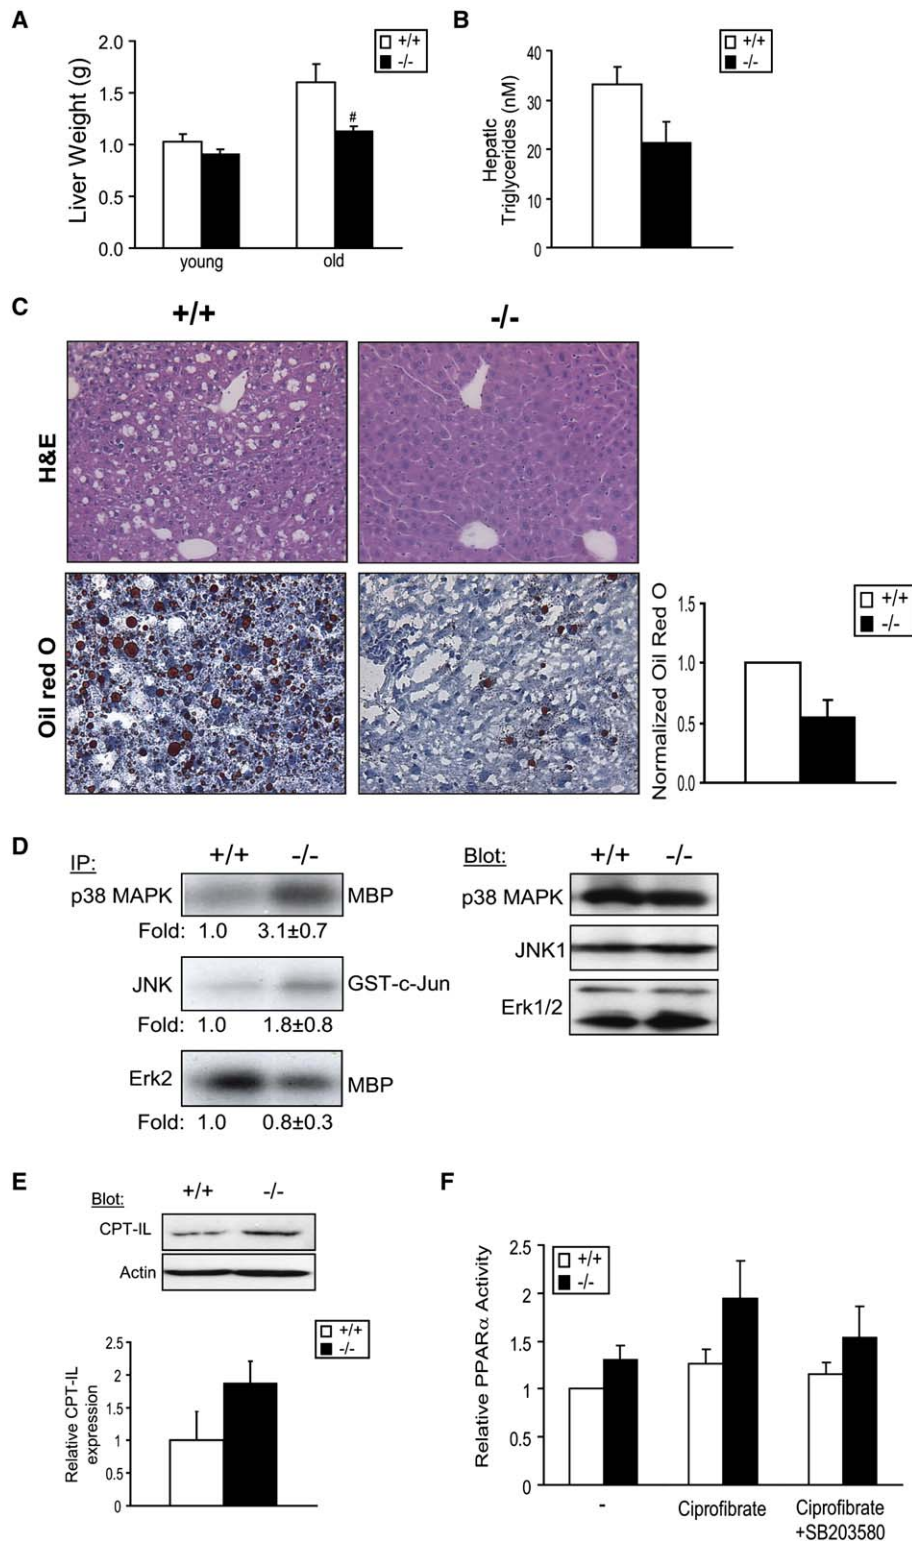 A
+/+
-/-
Liver Weight (g)
2.0
1.5
1.0
0.5
0.0
#
young
old
B
+/+
-/-
Hepatic
Triglycerides (nM)
40
30
20
10
0
C
+/+
-/-
H&E
Oil red O
+/+
-/-
Normalized Oil Red O
1.5
1.0
0.5
0.0
D
IP:
+/+
-/-
p38 MAPK
MBP
Fold: 1.0 3.1±0.7
JNK
GST-c-Jun
Fold: 1.0 1.8±0.8
Erk2
MBP
Fold: 1.0 0.8±0.3
Blot:
+/+
-/-
p38 MAPK
JNK1
Erk1/2
E
Blot:
+/+
-/-
CPT-IL
Actin
+/+
-/-
Relative CPT-IL
expression
2.5
2
1.5
1
0.5
0
F
+/+
-/-
Relative PPARα Activity
2.5
2
1.5
1
0.5
0
-
Ciprofibrate
Ciprofibrate
+SB203580